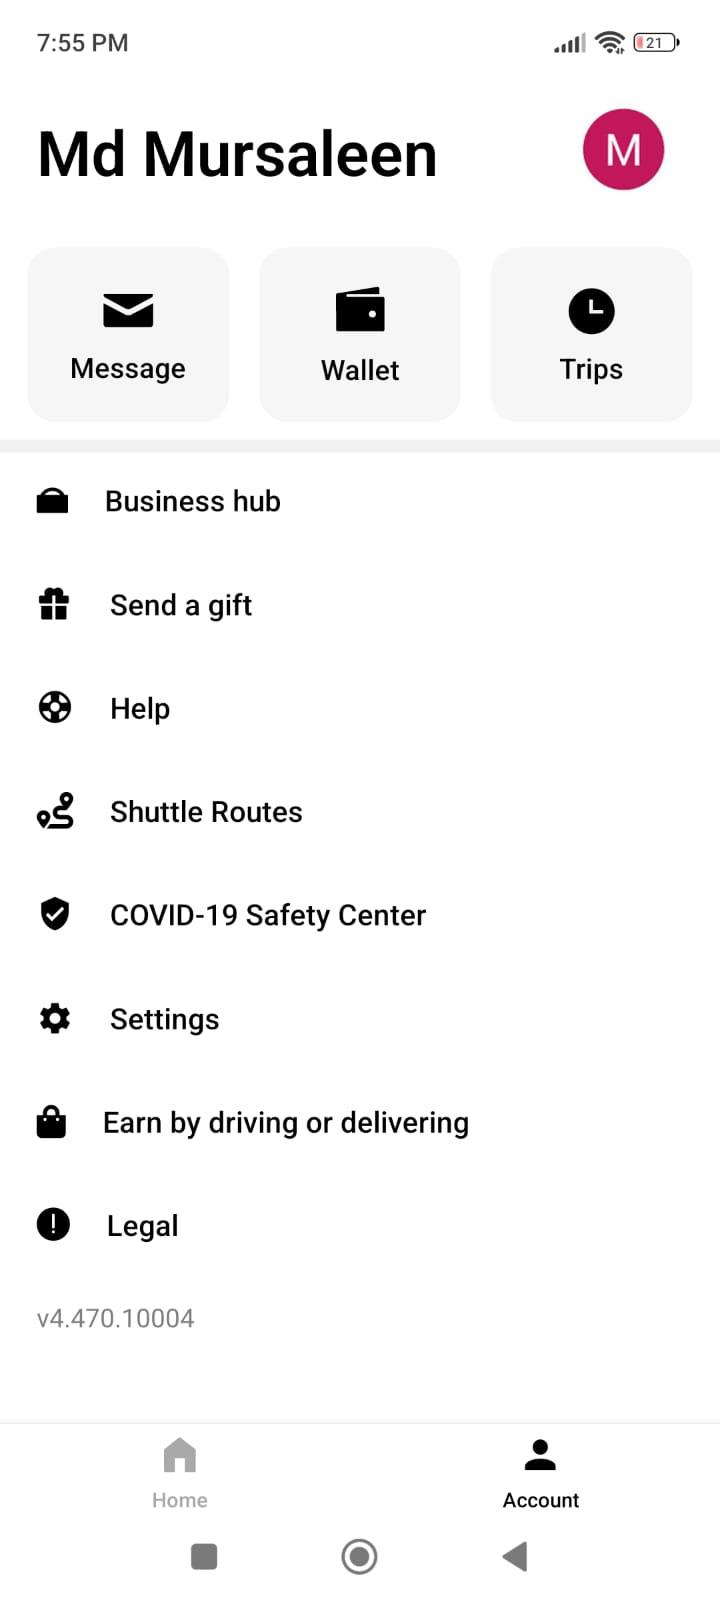 7:55 PM
21
Md Mursaleen
M
Message
Wallet
Trips
Business hub
Send a gift
Help
Shuttle Routes
COVID-19 Safety Center
Settings
Earn by driving or delivering
Legal
v4.470.10004
Home
Account